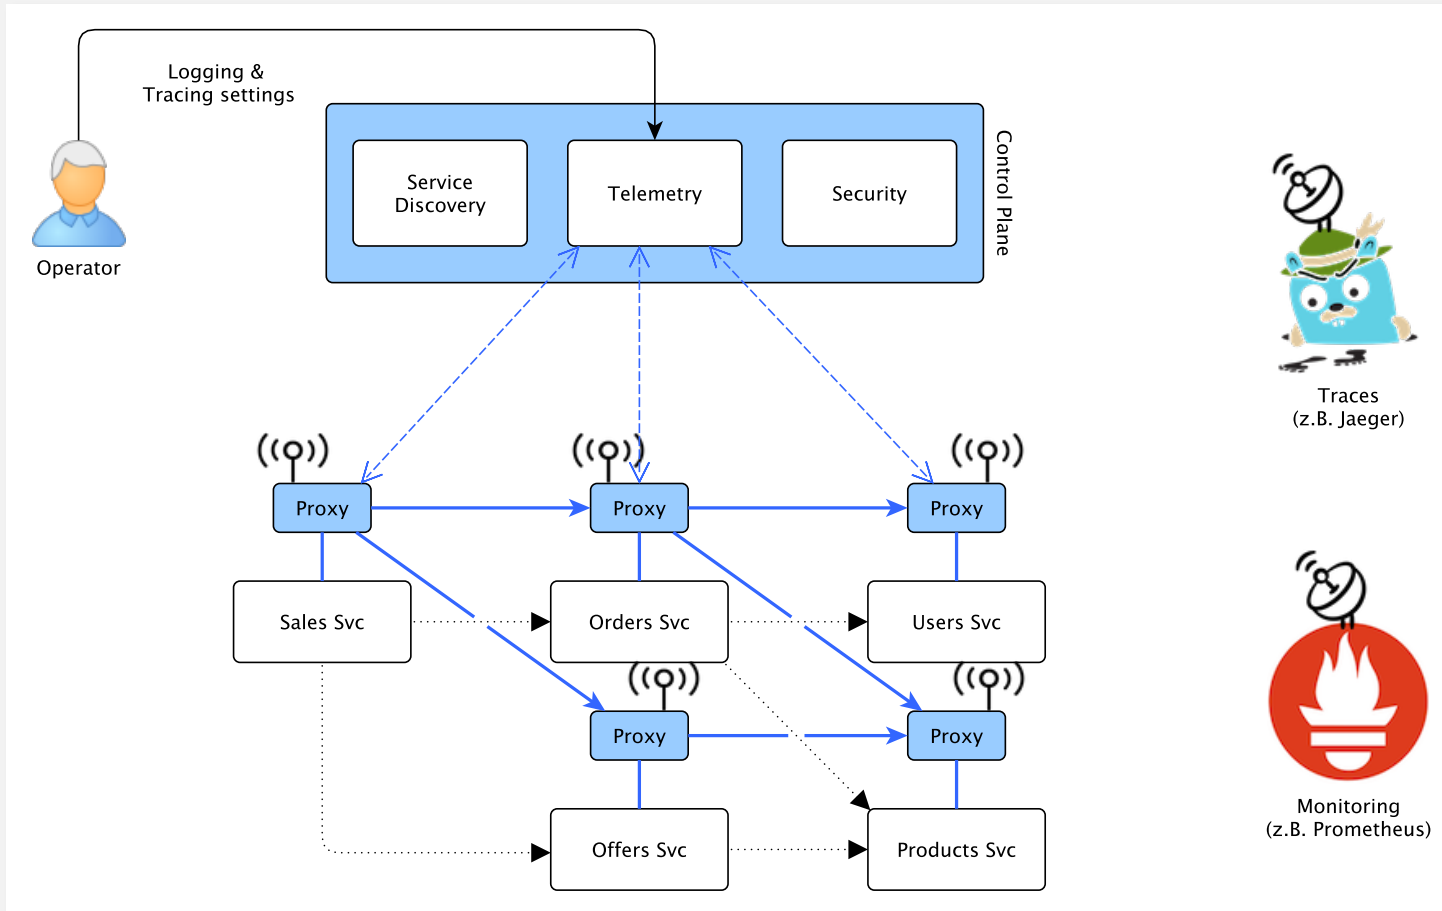 Logging &
Tracing settings
Operator
Service
Discovery
Telemetry
Security
Control Plane
Traces
(z.B. Jaeger)
Proxy
Proxy
Proxy
Sales Svc
Orders Svc
Users Svc
Proxy
Proxy
Offers Svc
Products Svc
Monitoring
(z.B. Prometheus)